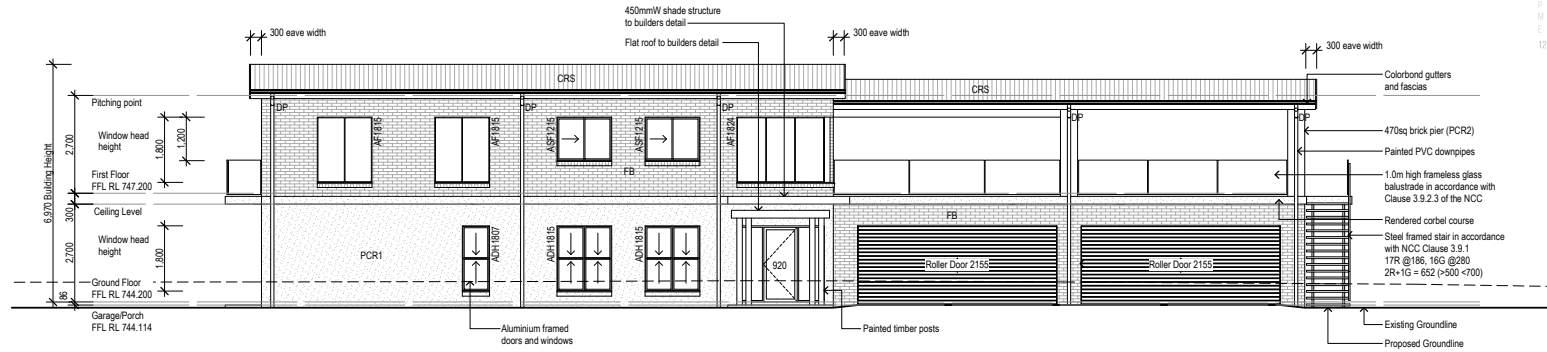 450mmW shade structure
to builders detail
Flat roof to builders detail
300 eave width
300 eave width
300 eave width
P
M
E
12
CRS
CRS
Colorbond gutters
and fascias
470sq brick pier (PCR2)
Painted PVC downpipes
1.0m high frameless glass
balustrade in accordance with
Clause 3.9.2.3 of the NCC
Rendered corbel course
Steel framed stair in accordance
with NCC Clause 3.9.1
17R @186, 16G @280
2R+1G = 652 (>500 <700)
Existing Groundline
Proposed Groundline
6,970 Building Height
2,700
300
2,700
86
Pitching point
Window head
height
1,800
1,200
First Floor
FFL RL 747.200
Ceiling Level
Window head
height
1,800
Ground Floor
FFL RL 744.200
Garage/Porch
FFL RL 744.114
DP
DP
DP
DP
DP
AF1815
AF1815
ASF1215
ASF1215
AF1824
FB
FB
PCR1
ADH1807
ADH1815
ADH1815
920
Roller Door 2155
Roller Door 2155
Aluminium framed
doors and windows
Painted timber posts